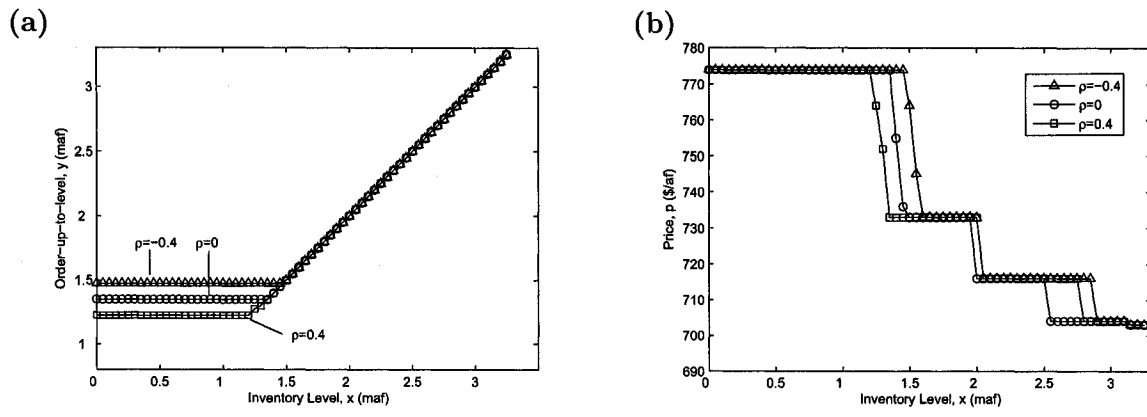 (a)
(b)
Order-up-to-level, y (maf)
3
2.5
2
1.5
1
ρ=-0.4
ρ=0
ρ=0.4
0
0.5
1
1.5
2
2.5
3
Inventory Level, x (maf)
Price, p ($/af)
780
770
760
750
740
730
720
710
700
690
ρ=-0.4
ρ=0
ρ=0.4
0
0.5
1
1.5
2
2.5
3
Inventory Level, x (maf)